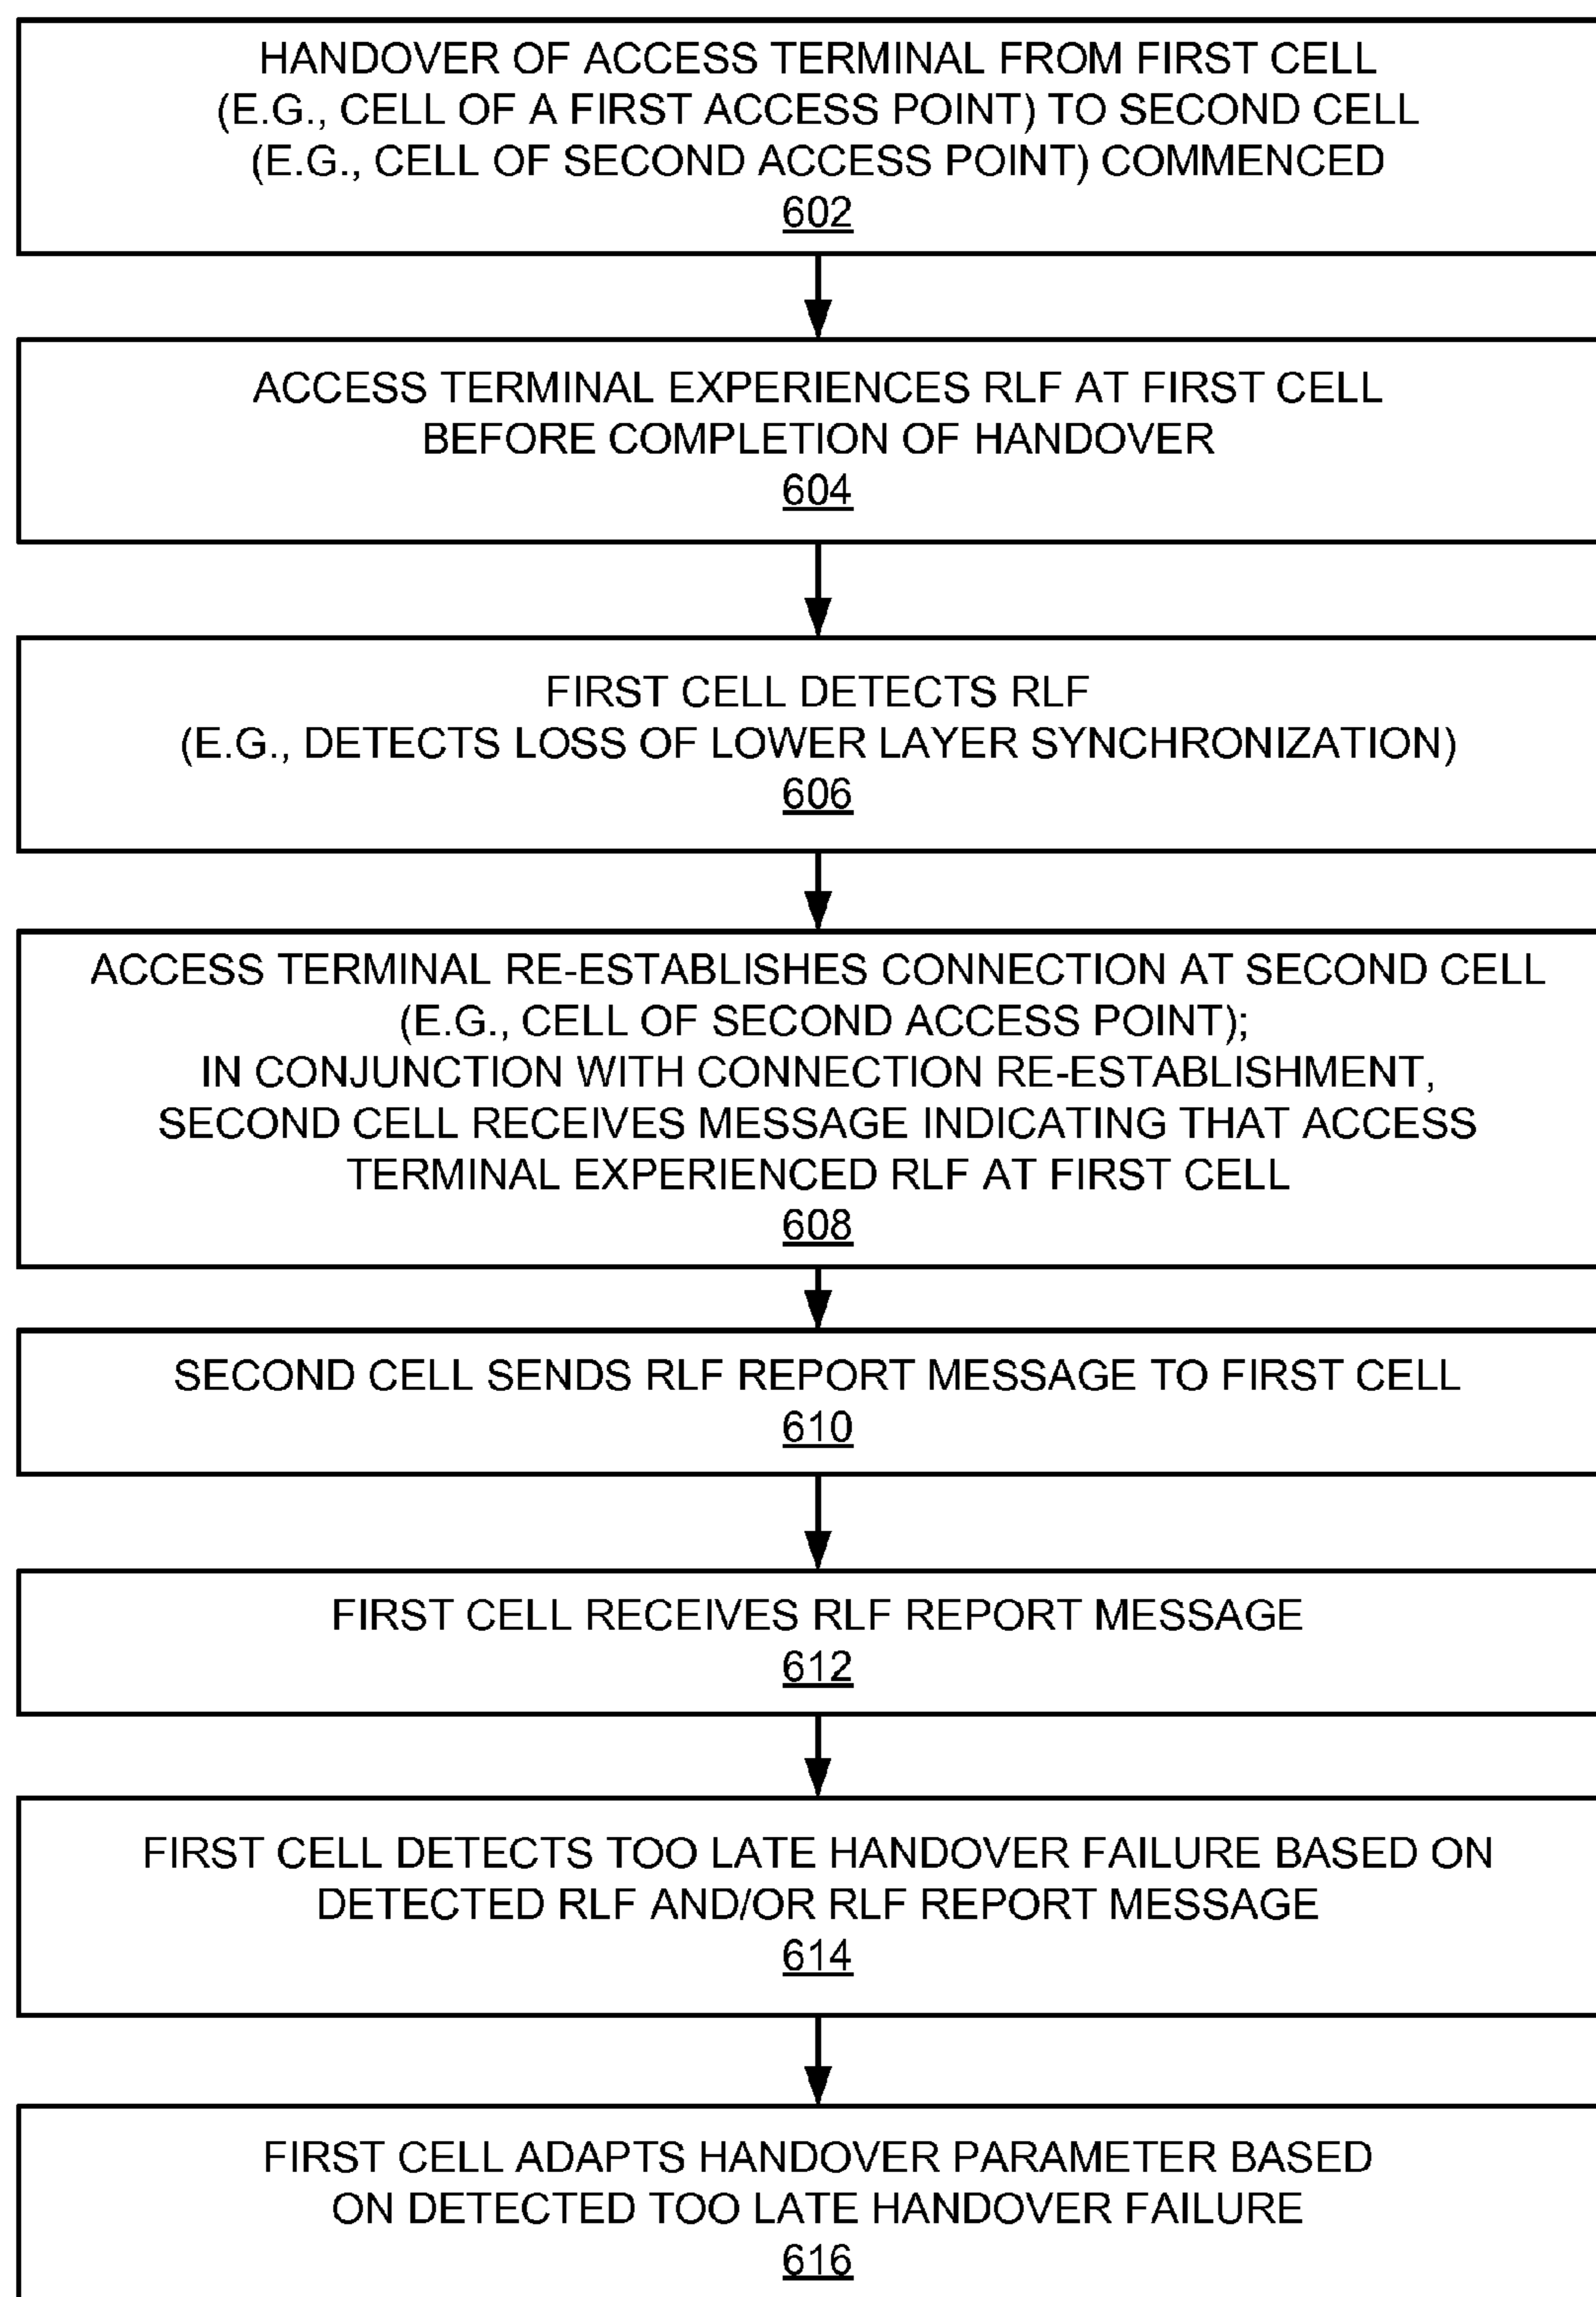 HANDOVER OF ACCESS TERMINAL FROM FIRST CELL
(E.G., CELL OF A FIRST ACCESS POINT) TO SECOND CELL
(E.G., CELL OF SECOND ACCESS POINT) COMMENCED
602
ACCESS TERMINAL EXPERIENCES RLF AT FIRST CELL
BEFORE COMPLETION OF HANDOVER
604
FIRST CELL DETECTS RLF
(E.G., DETECTS LOSS OF LOWER LAYER SYNCHRONIZATION)
606
ACCESS TERMINAL RE-ESTABLISHES CONNECTION AT SECOND CELL
(E.G., CELL OF SECOND ACCESS POINT);
IN CONJUNCTION WITH CONNECTION RE-ESTABLISHMENT,
SECOND CELL RECEIVES MESSAGE INDICATING THAT ACCESS
TERMINAL EXPERIENCED RLF AT FIRST CELL
608
SECOND CELL SENDS RLF REPORT MESSAGE TO FIRST CELL
610
FIRST CELL RECEIVES RLF REPORT MESSAGE
612
FIRST CELL DETECTS TOO LATE HANDOVER FAILURE BASED ON
DETECTED RLF AND/OR RLF REPORT MESSAGE
614
FIRST CELL ADAPTS HANDOVER PARAMETER BASED
ON DETECTED TOO LATE HANDOVER FAILURE
616